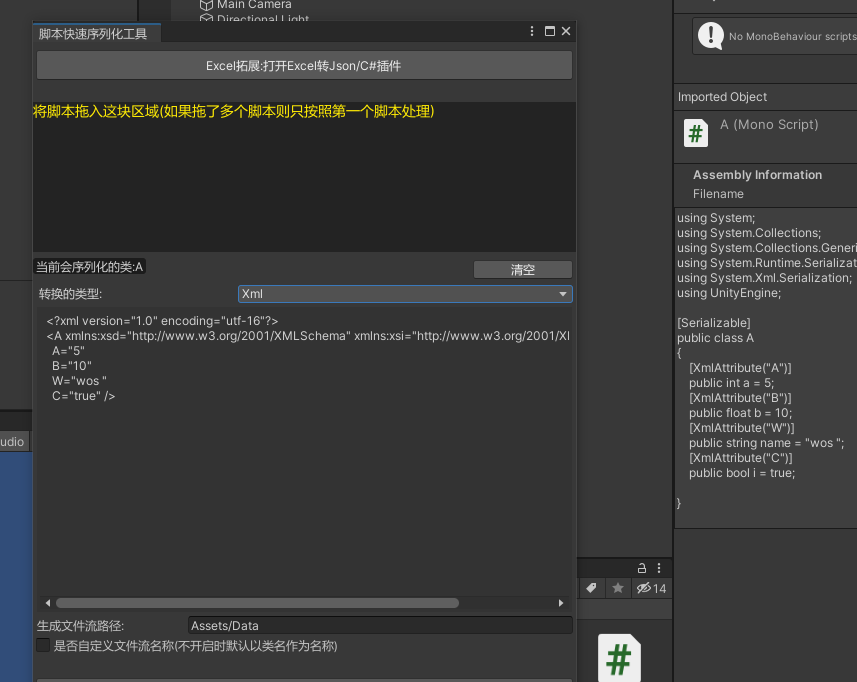 Main Camera
Directional Light
脚本快速序列化工具
Excel拓展:打开Excel转Json/C#插件
将脚本拖入这块区域(如果拖了多个脚本则只按照第一个脚本处理)
当前会序列化的类:A
清空
转换的类型:
Xml
<?xml version="1.0" encoding="utf-16"?>
<A xmlns:xsd="http://www.w3.org/2001/XMLSchema" xmlns:xsi="http://www.w3.org/2001/XI
A="5"
B="10"
W="wos "
C="true" />
生成文件流路径:
Assets/Data
是否自定义文件流名称(不开启时默认以类名作为名称)
udio
14
No MonoBehaviour scripts
Imported Object
A (Mono Script)
Assembly Information
Filename
using System;
using System.Collections;
using System.Collections.Generi
using System.Runtime.Serializat
using System.Xml.Serialization;
using UnityEngine;
[Serializable]
public class A
{
[XmlAttribute("A")]
public int a = 5;
[XmlAttribute("B")]
public float b = 10;
[XmlAttribute("W")]
public string name = "wos ";
[XmlAttribute("C")]
public bool i = true;
}